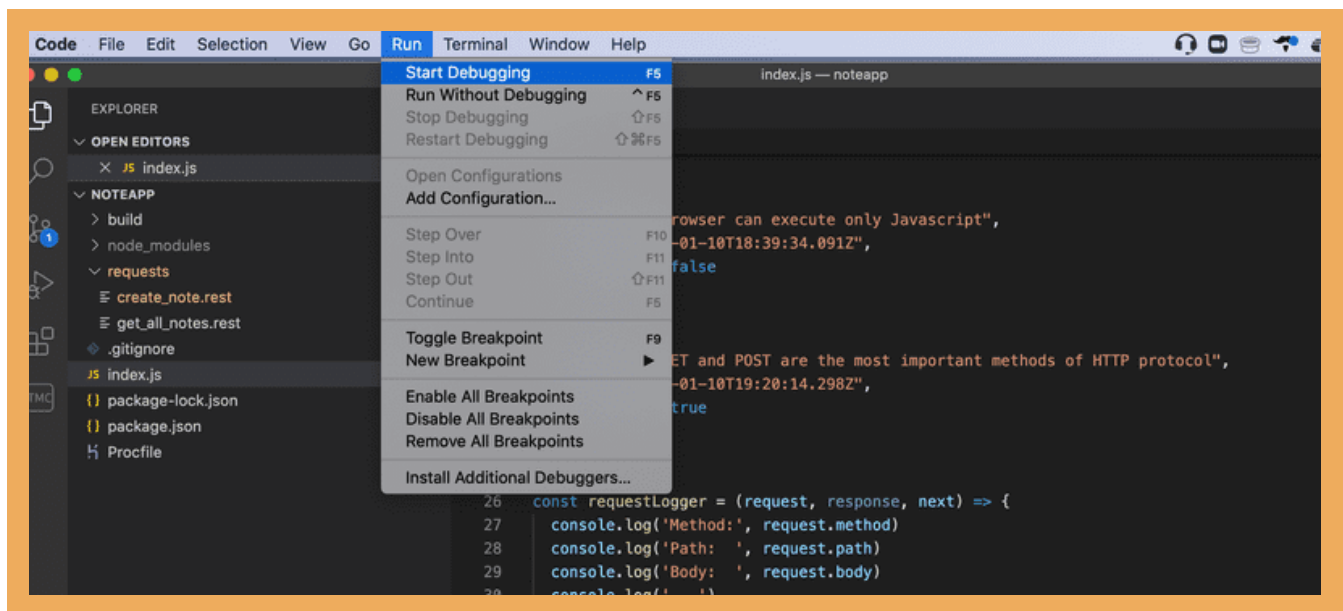 Code File Edit Selection View Go Run Terminal Window Help
index.js — noteapp
EXPLORER
OPEN EDITORS
JS index.js
NOTEAPP
build
node_modules
requests
create_note.rest
get_all_notes.rest
.gitignore
JS index.js
{} package-lock.json
{} package.json
Procfile
1
TMC
Start Debugging F5
Run Without Debugging ^F5
Stop Debugging ⇧F5
Restart Debugging ⇧⌘F5
Open Configurations
Add Configuration...
Step Over F10
Step Into F11
Step Out ⇧F11
Continue F5
Toggle Breakpoint F9
New Breakpoint ▶
Enable All Breakpoints
Disable All Breakpoints
Remove All Breakpoints
Install Additional Debuggers...
rowser can execute only Javascript",
-01-10T18:39:34.091Z",
false
ET and POST are the most important methods of HTTP protocol",
-01-10T19:20:14.298Z",
true
26 const requestLogger = (request, response, next) => {
27 console.log('Method:', request.method)
28 console.log('Path:  ', request.path)
29 console.log('Body:  ', request.body)
30 console.log('---')